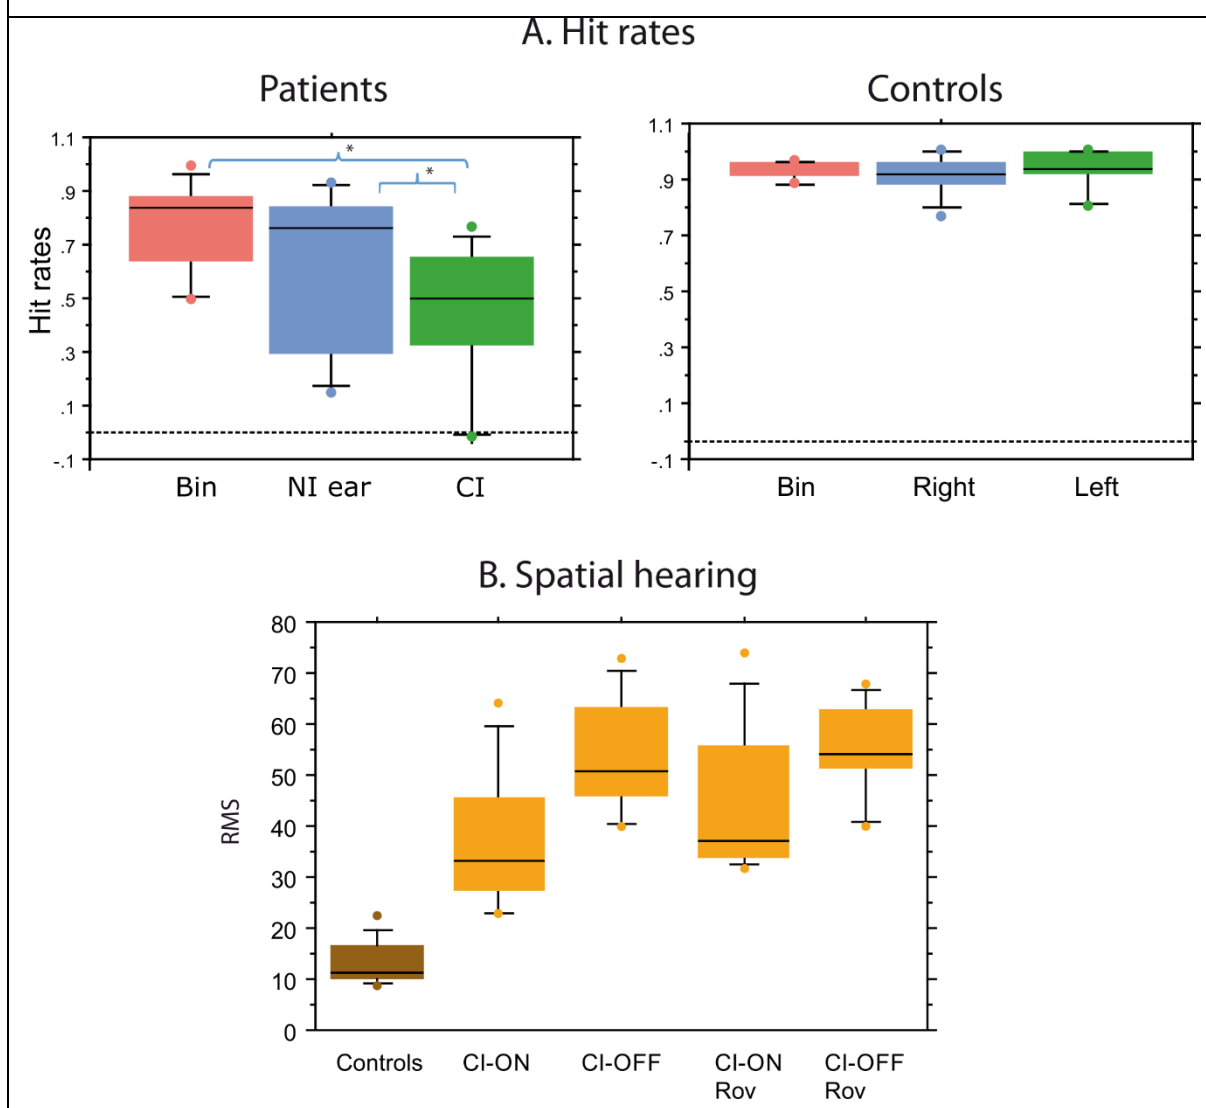 A. Hit rates
Patients
Controls
1.1
.9
.7
.5
.3
.1
-.1
Hit rates
*
*
Bin NI ear CI
1.1
.9
.7
.5
.3
.1
-.1
Bin Right Left
B. Spatial hearing
80
70
60
50
40
30
20
10
0
RMS
Controls CI-ON CI-OFF CI-ON CI-OFF
Rov Rov